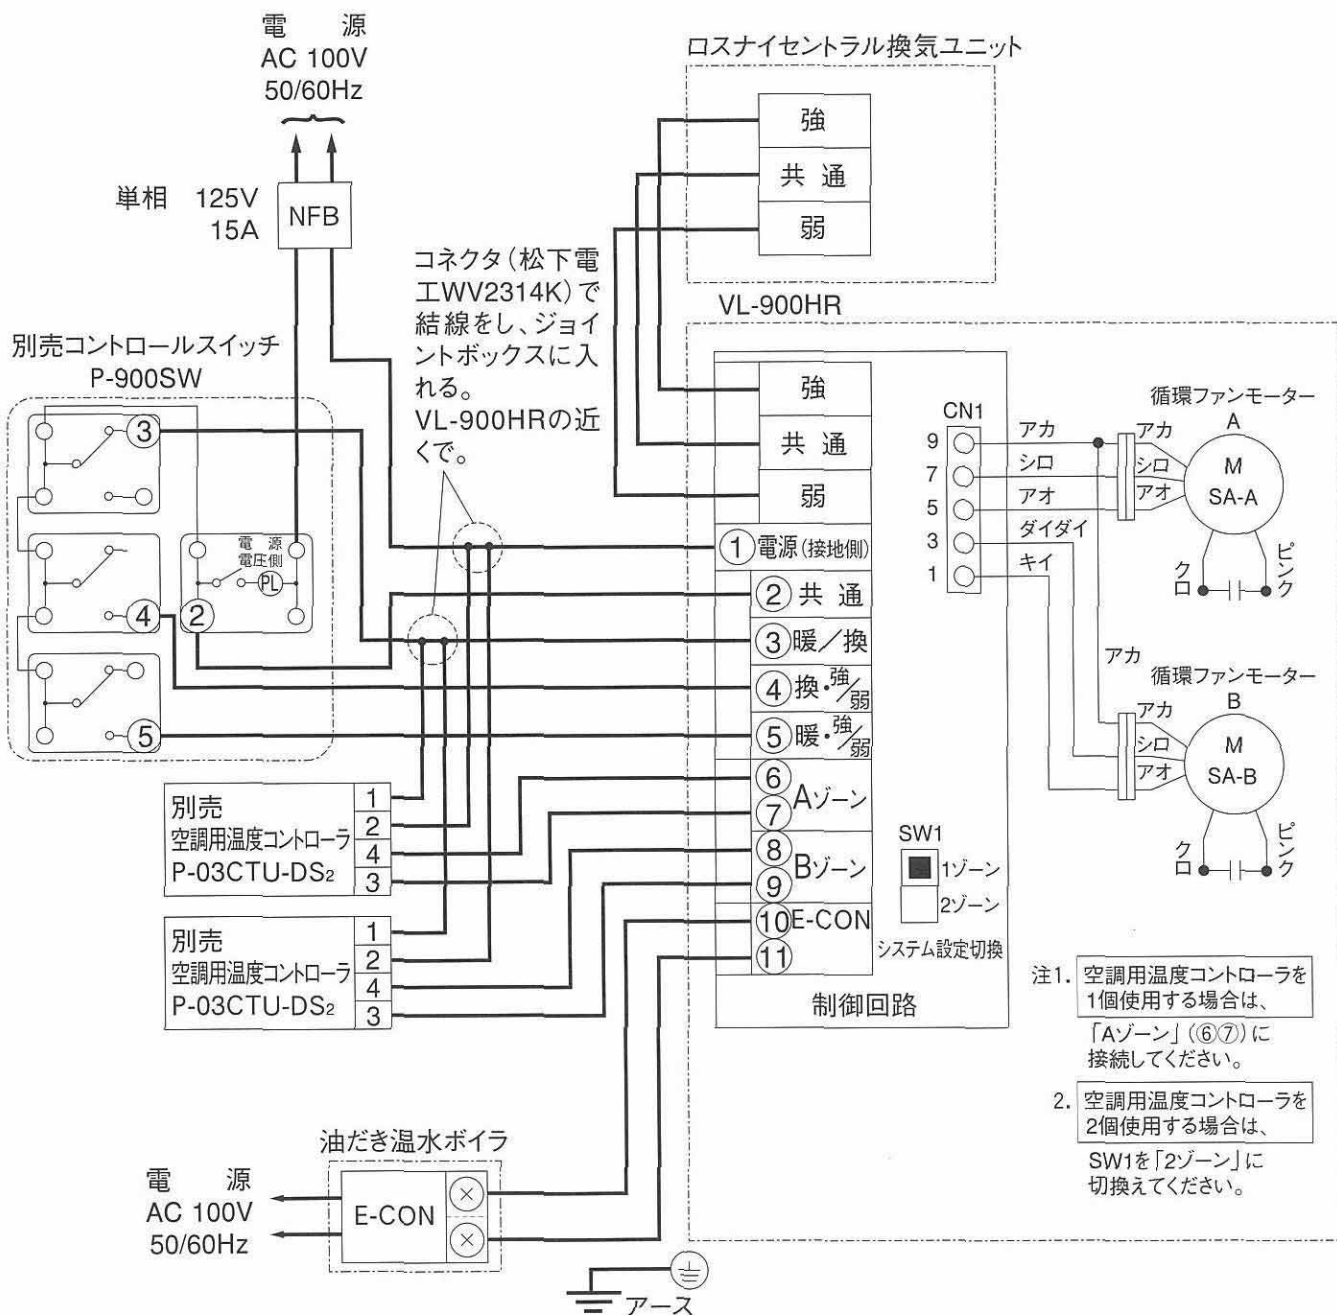 電 源
AC 100V
50/60Hz
単相 125V
15A
NFB
コネクタ(松下電
工WV2314K)で
結線をし、ジョイ
ントボックスに入
れる。
VL-900HRの近
くで。
別売コントロールスイッチ
P-900SW
3
4
5
電 源
電圧側
PL
2
ロスナイセントラル換気ユニット
強
共 通
弱
VL-900HR
強
共 通
弱
①電源(接地側)
②共 通
③暖/換
④換・強/弱
⑤暖・強/弱
⑥
Aゾーン
⑦
⑧
Bゾーン
⑨
⑩E-CON
⑪
制御回路
CN1
9
7
5
3
1
アカ
シロ
アオ
ダイダイ
キイ
アカ
シロ
アオ
循環ファンモーター
A
M
SA-A
クロ
ピンク
アカ
循環ファンモーター
B
アカ
シロ
アオ
M
SA-B
クロ
ピンク
SW1
1ゾーン
2ゾーン
システム設定切換
別売
空調用温度コントローラ
P-03CTU-DS2
1
2
4
3
別売
空調用温度コントローラ
P-03CTU-DS2
1
2
4
3
注1. 空調用温度コントローラを
1個使用する場合は、
「Aゾーン」(⑥⑦)に
接続してください。
2. 空調用温度コントローラを
2個使用する場合は、
SW1を「2ゾーン」に
切換えてください。
油だき温水ボイラ
電 源
AC 100V
50/60Hz
E-CON
アース